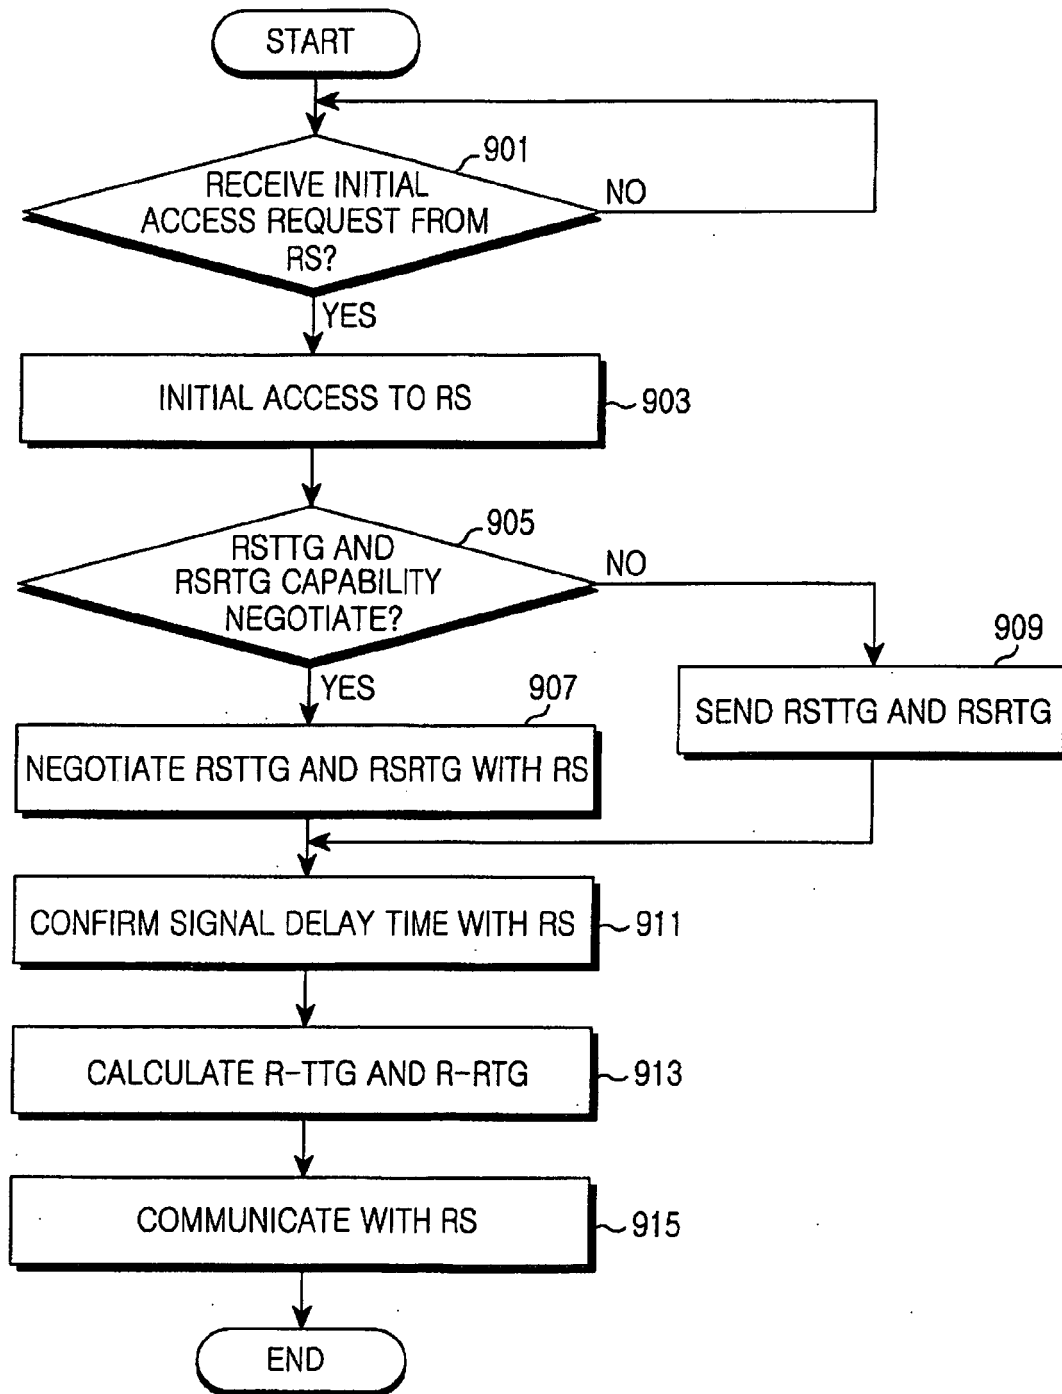 START
901
RECEIVE INITIAL
ACCESS REQUEST FROM
RS?
NO
YES
INITIAL ACCESS TO RS
903
905
RSTTG AND
RSRTG CAPABILITY
NEGOTIATE?
NO
YES
907
909
NEGOTIATE RSTTG AND RSRTG WITH RS
SEND RSTTG AND RSRTG
CONFIRM SIGNAL DELAY TIME WITH RS
911
CALCULATE R-TTG AND R-RTG
913
COMMUNICATE WITH RS
915
END